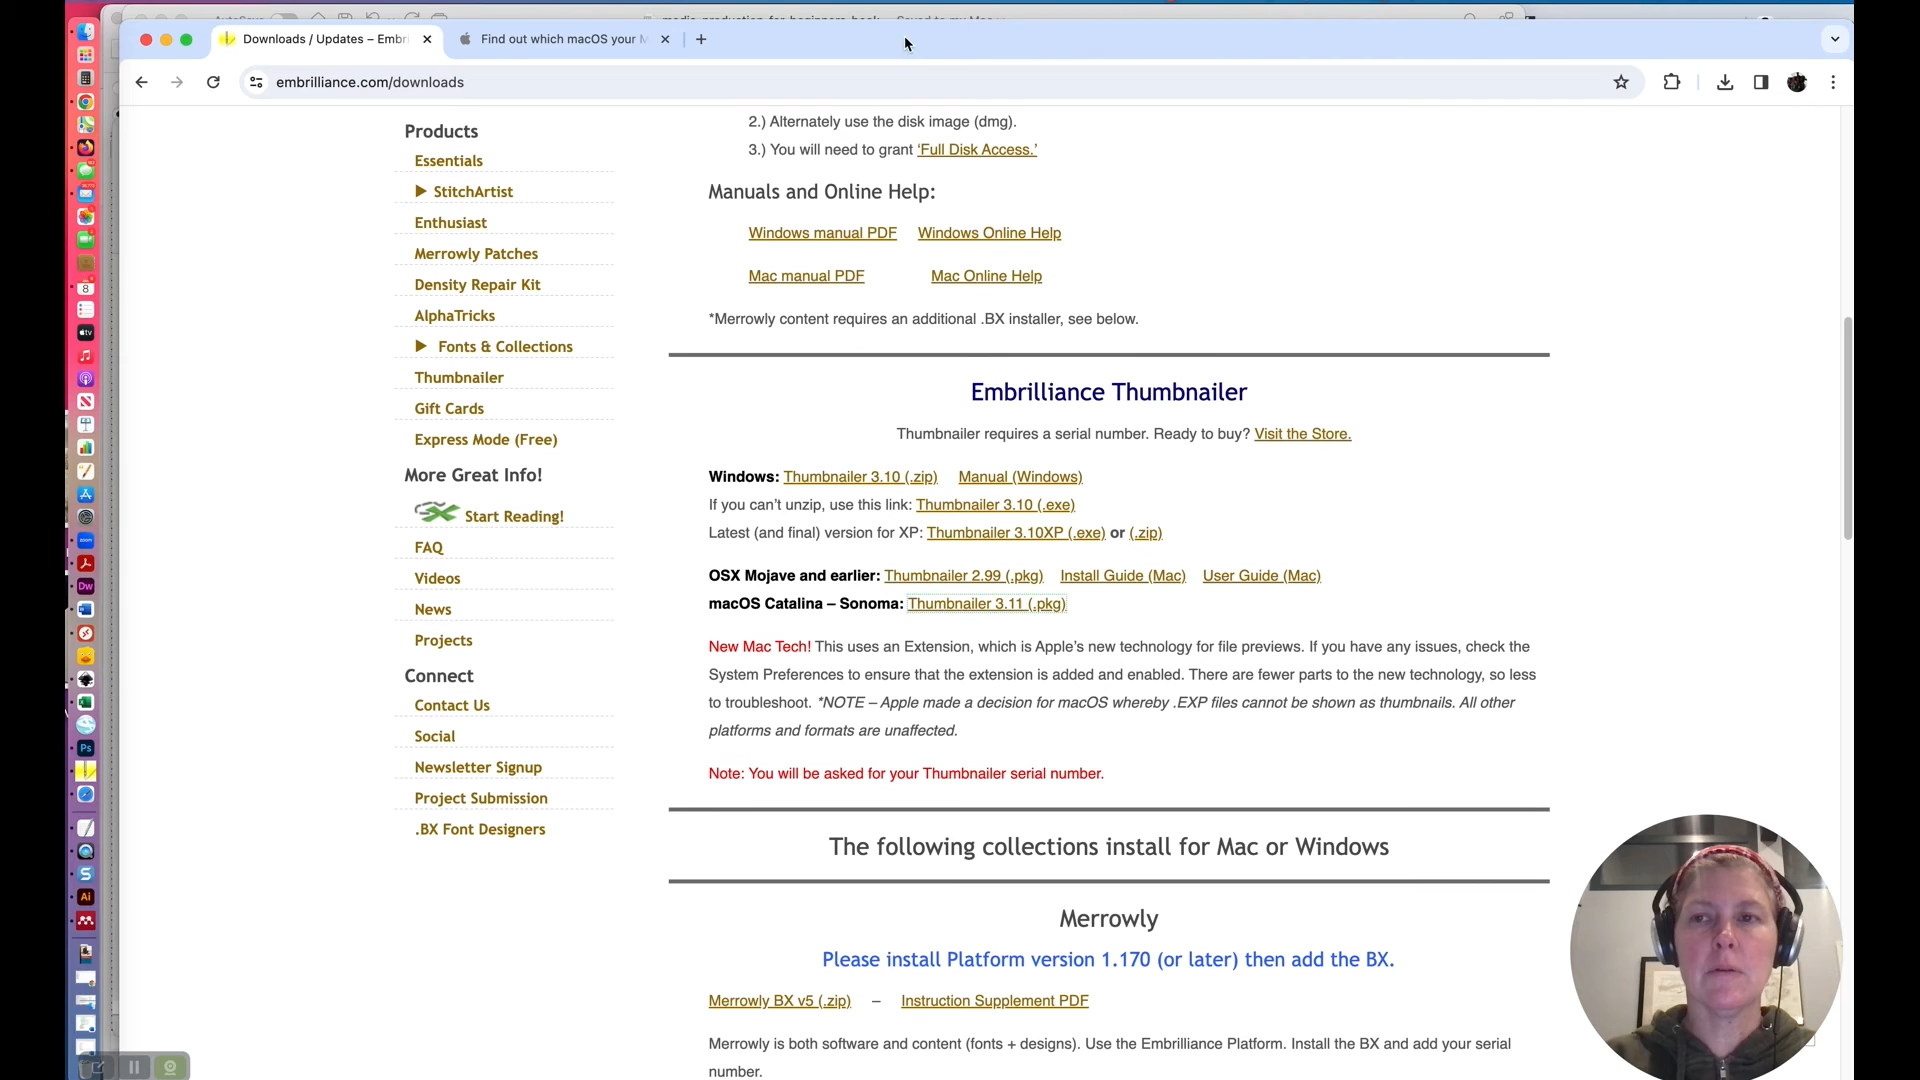 Downloads / Updates – Embri
Find out which macOS your M
embrilliance.com/downloads
Products
Essentials
StitchArtist
Enthusiast
Merrowly Patches
Density Repair Kit
AlphaTricks
Fonts & Collections
Thumbnailer
Gift Cards
Express Mode (Free)
More Great Info!
Start Reading!
FAQ
Videos
News
Projects
Connect
Contact Us
Social
Newsletter Signup
Project Submission
.BX Font Designers
2.) Alternately use the disk image (dmg).
3.) You will need to grant ‘Full Disk Access.’
Manuals and Online Help:
Windows manual PDF Windows Online Help
Mac manual PDF Mac Online Help
*Merrowly content requires an additional .BX installer, see below.
Embrilliance Thumbnailer
Thumbnailer requires a serial number. Ready to buy? Visit the Store.
Windows: Thumbnailer 3.10 (.zip) Manual (Windows)
If you can’t unzip, use this link: Thumbnailer 3.10 (.exe)
Latest (and final) version for XP: Thumbnailer 3.10XP (.exe) or (.zip)
OSX Mojave and earlier: Thumbnailer 2.99 (.pkg) Install Guide (Mac) User Guide (Mac)
macOS Catalina – Sonoma: Thumbnailer 3.11 (.pkg)
New Mac Tech! This uses an Extension, which is Apple’s new technology for file previews. If you have any issues, check the
System Preferences to ensure that the extension is added and enabled. There are fewer parts to the new technology, so less
to troubleshoot. *NOTE – Apple made a decision for macOS whereby .EXP files cannot be shown as thumbnails. All other
platforms and formats are unaffected.
Note: You will be asked for your Thumbnailer serial number.
The following collections install for Mac or Windows
Merrowly
Please install Platform version 1.170 (or later) then add the BX.
Merrowly BX v5 (.zip) – Instruction Supplement PDF
Merrowly is both software and content (fonts + designs). Use the Embrilliance Platform. Install the BX and add your serial
number.
8
tv
zoom
Dw
Ps
S
Ai